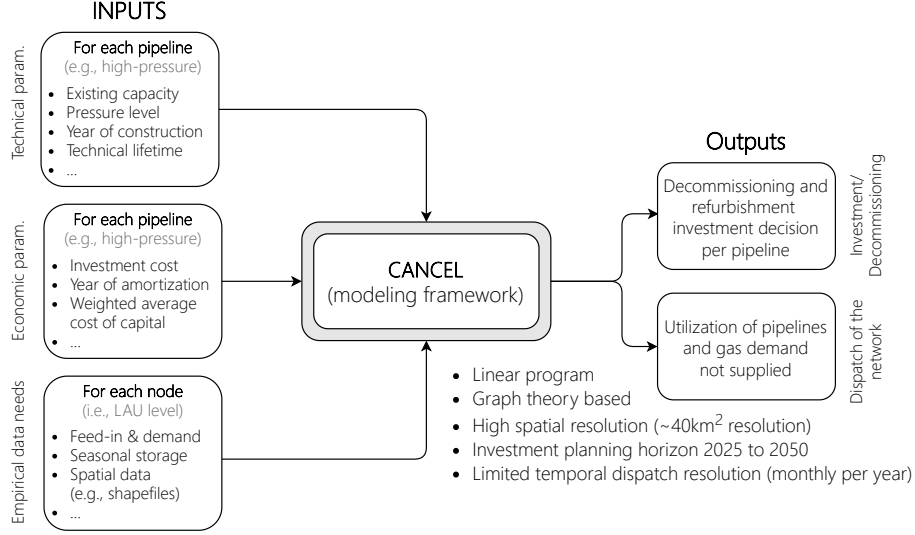 INPUTS
Technical param.
For each pipeline
(e.g., high-pressure)
• Existing capacity
• Pressure level
• Year of construction
• Technical lifetime
• ...
Economic param.
For each pipeline
(e.g., high-pressure)
• Investment cost
• Year of amortization
• Weighted average
cost of capital
• ...
Empirical data needs
For each node
(i.e., LAU level)
• Feed-in & demand
• Seasonal storage
• Spatial data
(e.g., shapefiles)
• ...
CANCEL
(modeling framework)
• Linear program
• Graph theory based
• High spatial resolution (~40km² resolution)
• Investment planning horizon 2025 to 2050
• Limited temporal dispatch resolution (monthly per year)
Outputs
Decommissioning and
refurbishment
investment decision
per pipeline
Investment/
Decommissioning
Utilization of pipelines
and gas demand
not supplied
Dispatch of the
network